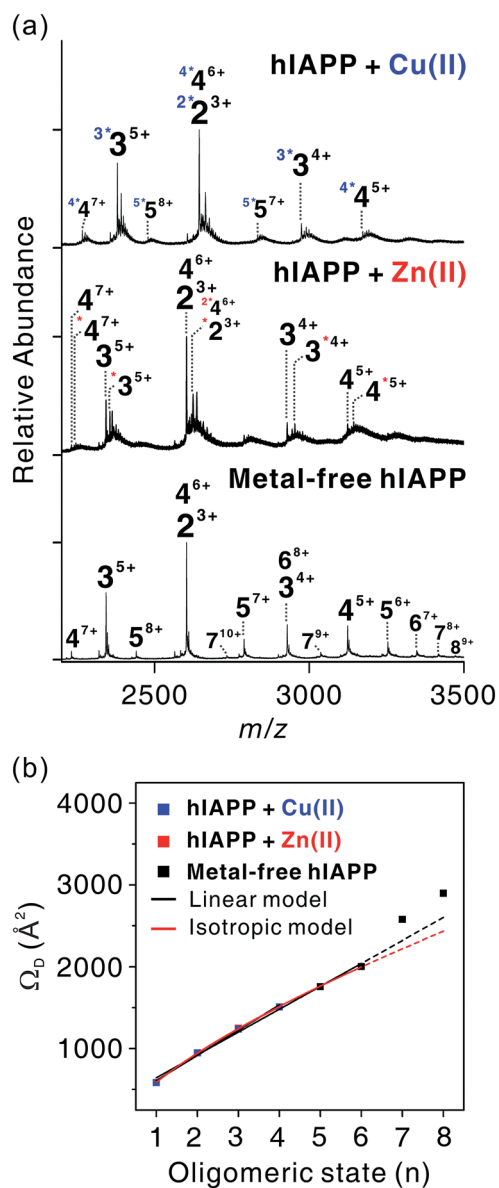 (a)
hIAPP + Cu(II)
4*4⁶⁺
2*2³⁺
3*3⁵⁺
3*3⁴⁺
4*4⁷⁺
5*5⁸⁺
5*5⁷⁺
4*4⁵⁺
hIAPP + Zn(II)
4⁷⁺
*4⁷⁺
3⁵⁺
*3⁵⁺
4⁶⁺
2³⁺
2*4⁶⁺
*2³⁺
3⁴⁺
3*⁴⁺
4⁵⁺
4*⁵⁺
Metal-free hIAPP
4⁶⁺
2³⁺
3⁵⁺
6⁸⁺
3⁴⁺
4⁷⁺
5⁸⁺
7¹⁰⁺
5⁷⁺
7⁹⁺
4⁵⁺
5⁶⁺
6⁷⁺
7⁸⁺
8⁹⁺
Relative Abundance
2500 3000 3500
m/z
(b)
4000
3000
2000
1000
Ω_D (Å²)
hIAPP + Cu(II)
hIAPP + Zn(II)
Metal-free hIAPP
Linear model
Isotropic model
1 2 3 4 5 6 7 8
Oligomeric state (n)